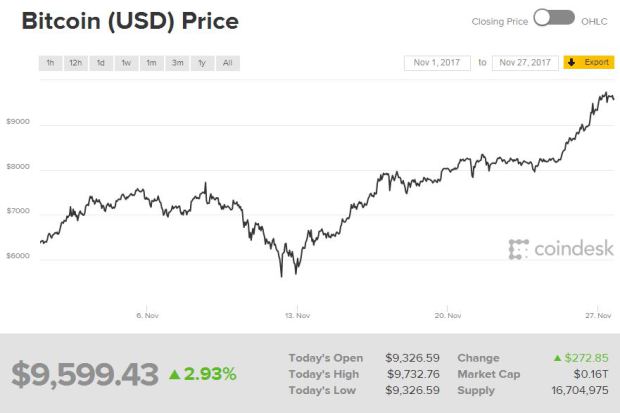 Bitcoin (USD) Price
Closing Price OHLC
1h 12h 1d 1w 1m 3m 1y All Nov 1, 2017 to Nov 27, 2017 Export
$9000
$8000
$7000
$6000
coindesk
6. Nov 13. Nov 20. Nov 27. Nov
$9,599.43 2.93%
Today's Open $9,326.59 Change $272.85
Today's High $9,732.76 Market Cap $0.16T
Today's Low $9,326.59 Supply 16,704,975